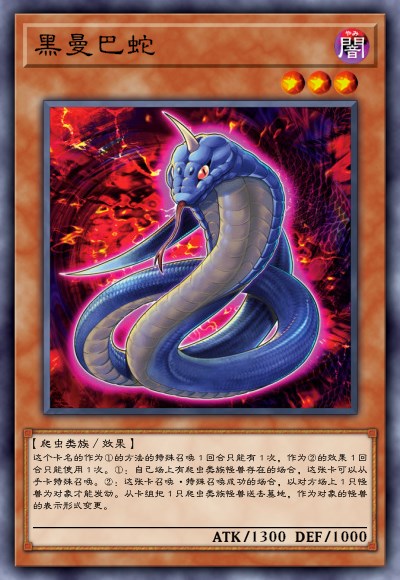 黑曼巴蛇
やみ
闇
【爬虫类族／效果】
这个卡名的作为①的方法的特殊召唤1回合只能有1次，作为②的效果1回
合只能使用1次。①：自己场上有爬虫类族怪兽存在的场合，这张卡可以从
手卡特殊召唤。②：这张卡召唤·特殊召唤成功的场合，以对方场上1只怪
兽为对象才能发动。从卡组把1只爬虫类族怪兽送去墓地，作为对象的怪兽
的表示形式变更。
ATK/1300 DEF/1000